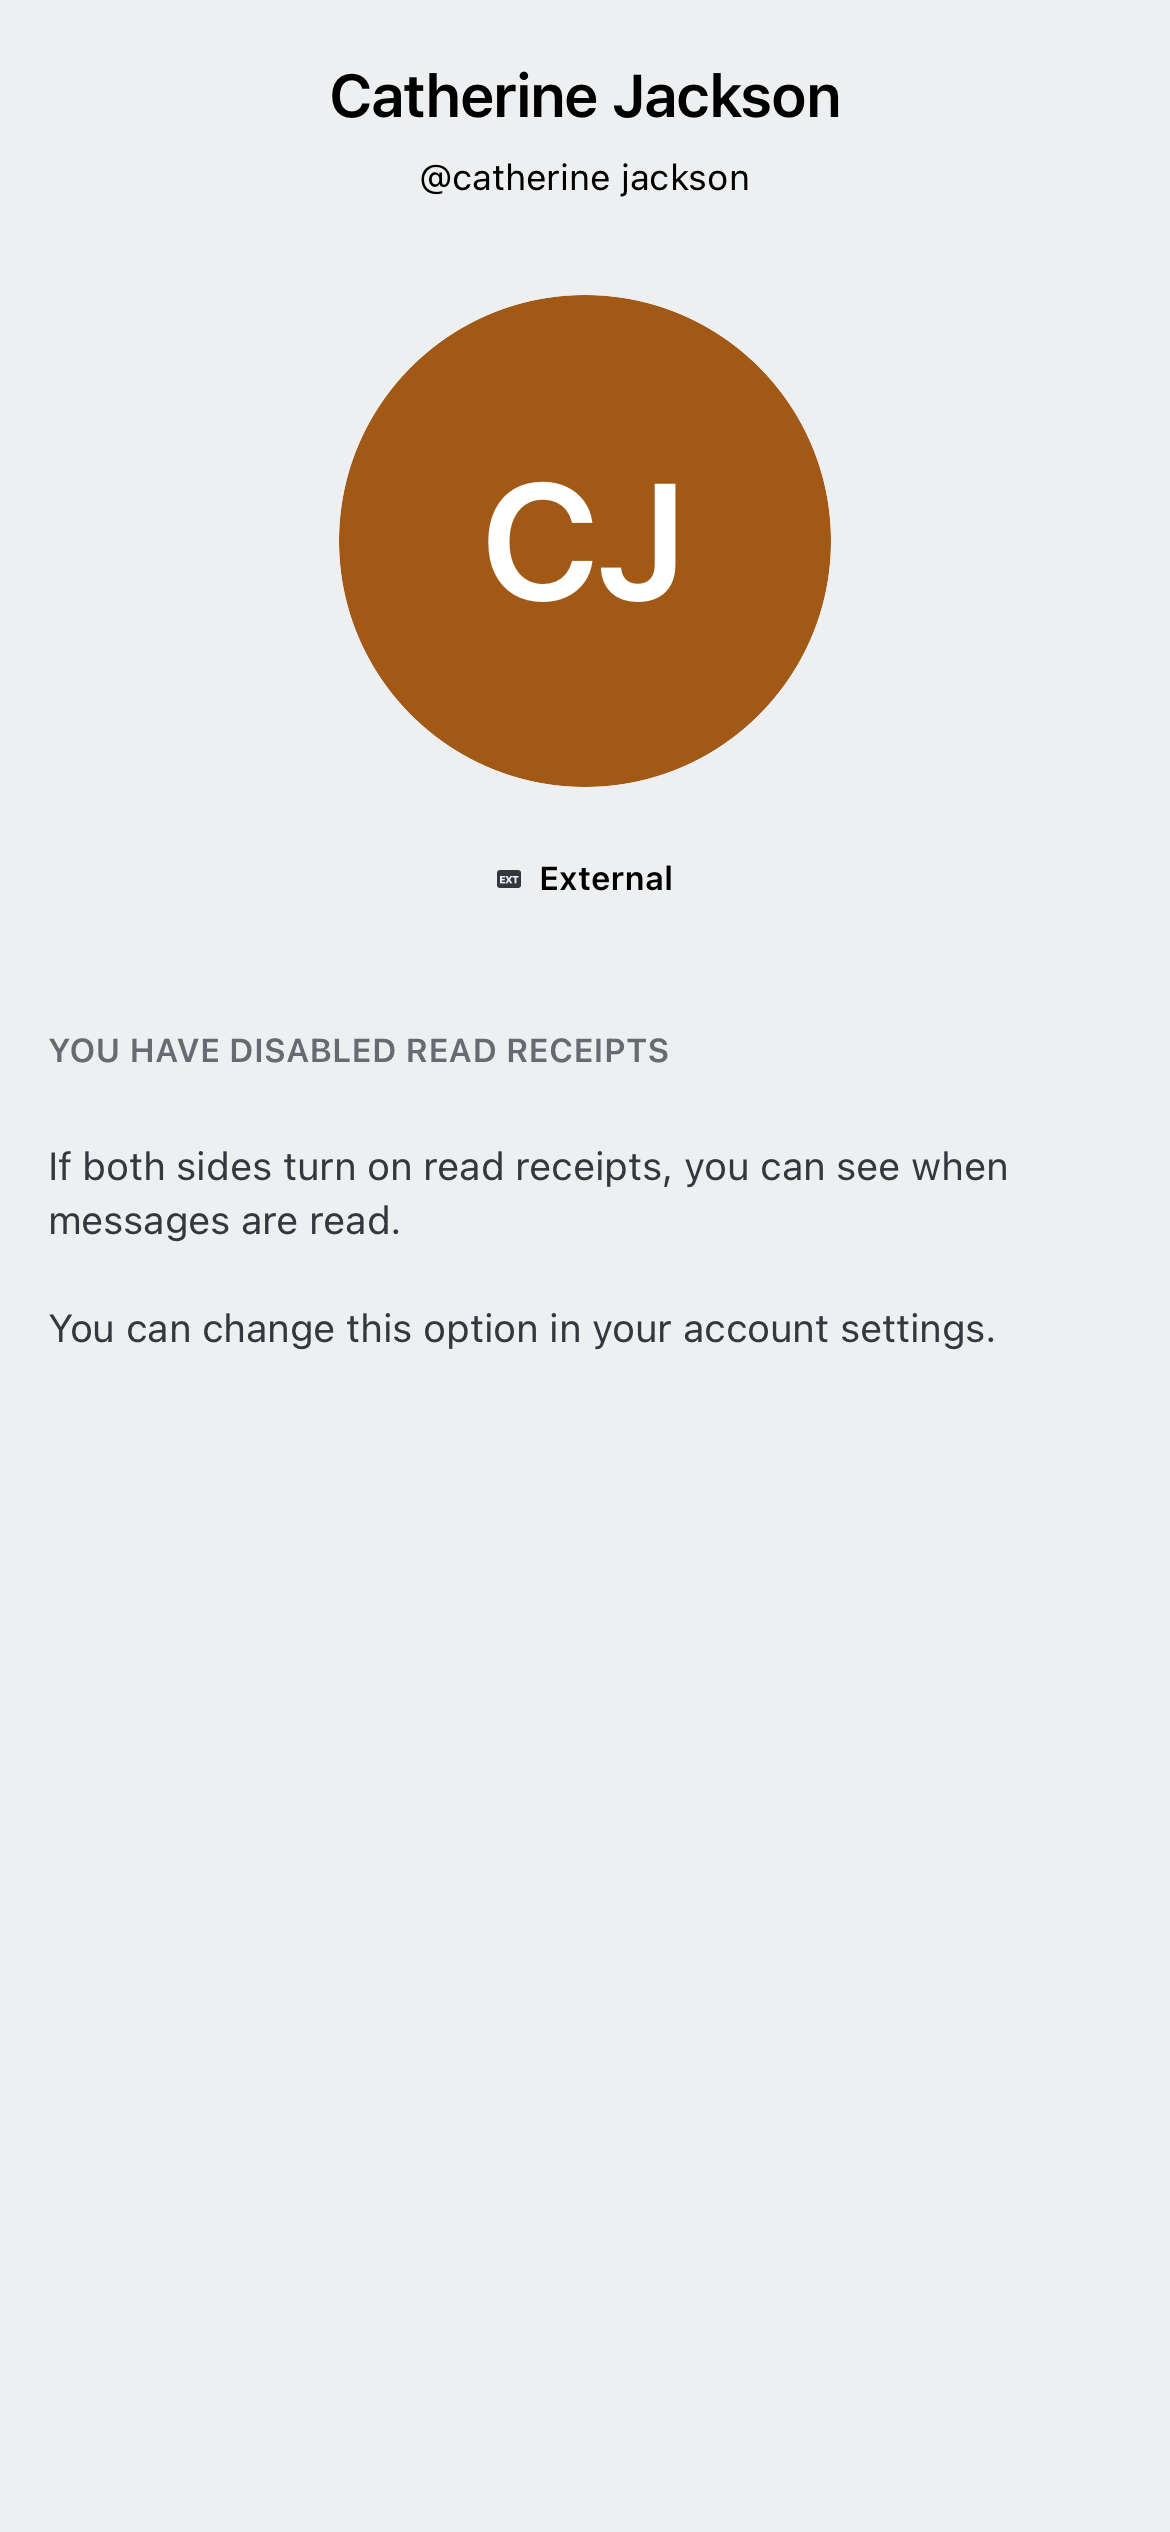 Catherine Jackson
@catherine jackson
CJ
EXT External
YOU HAVE DISABLED READ RECEIPTS
If both sides turn on read receipts, you can see when
messages are read.
You can change this option in your account settings.